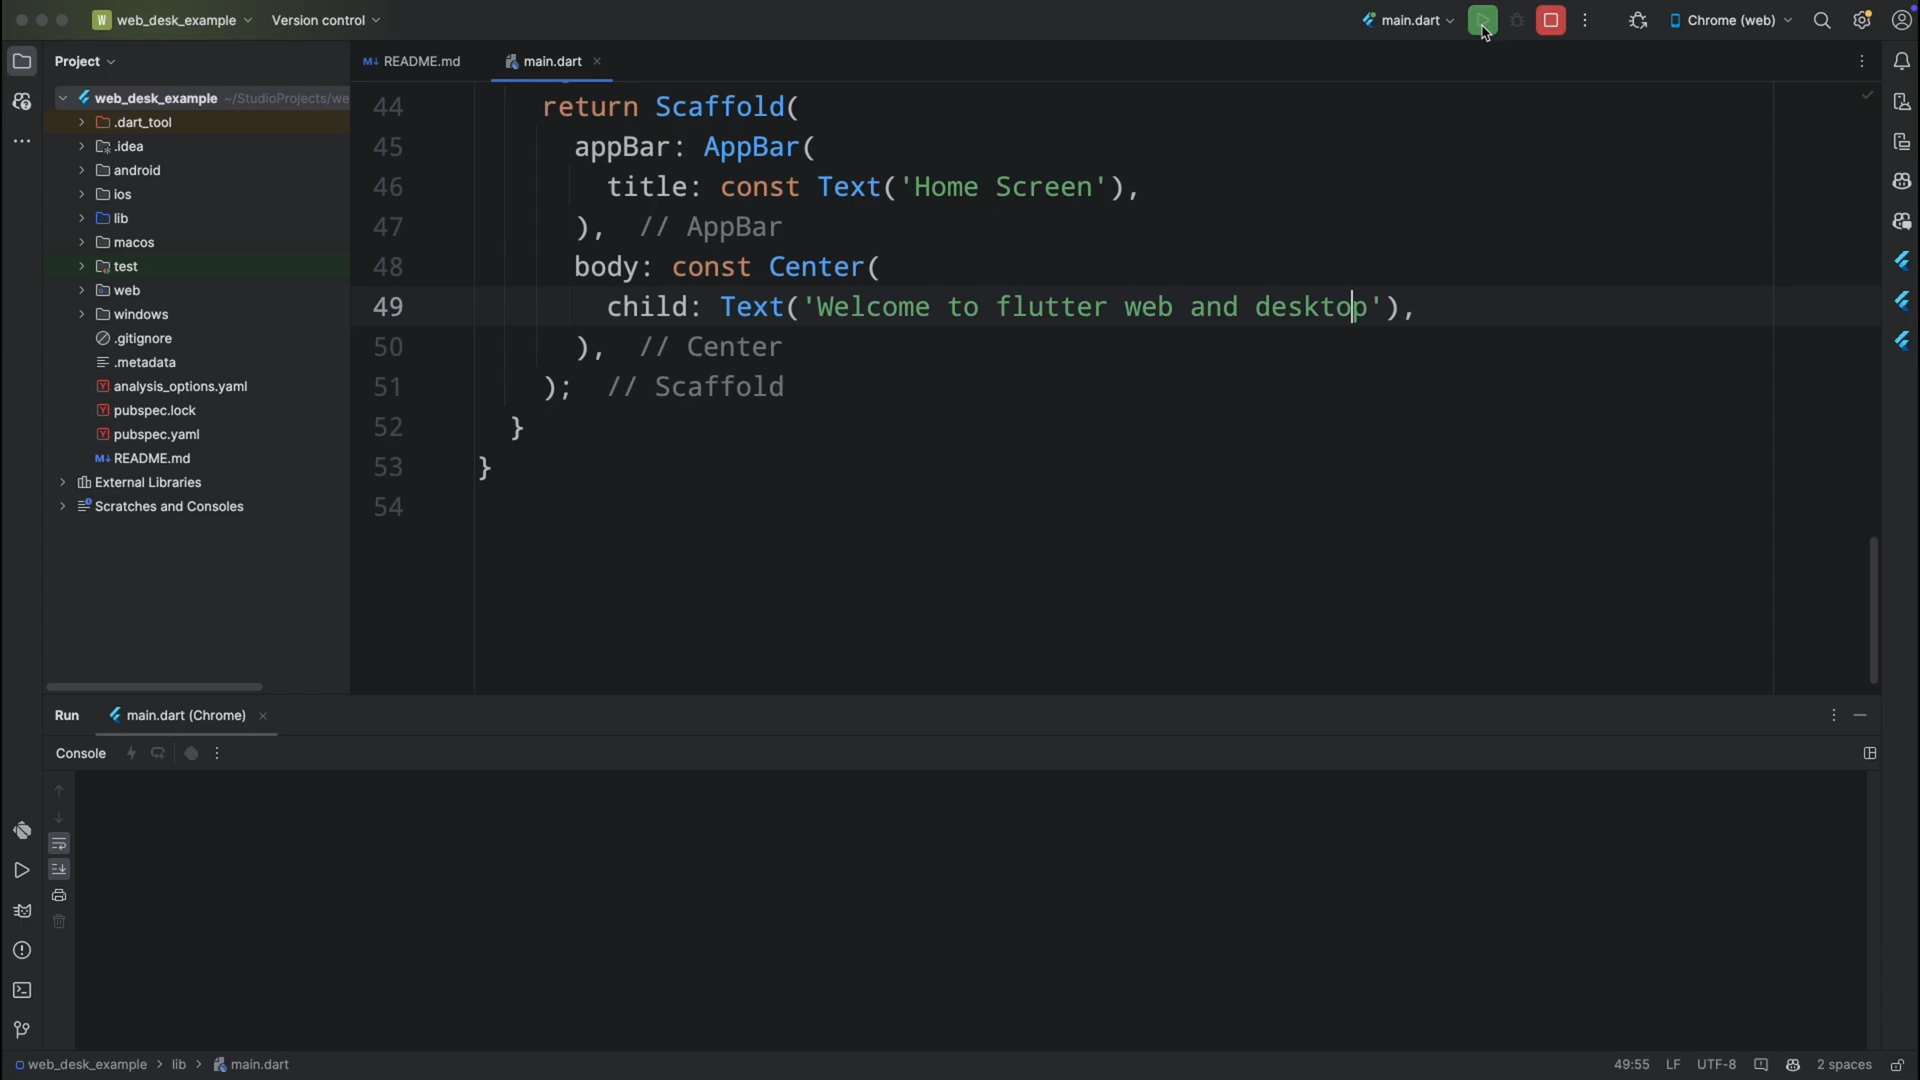 W web_desk_example Version control main.dart Chrome (web)
Project
README.md main.dart
web_desk_example ~/StudioProjects/we
.dart_tool
.idea
android
ios
lib
macos
test
web
windows
.gitignore
.metadata
analysis_options.yaml
pubspec.lock
pubspec.yaml
README.md
External Libraries
Scratches and Consoles
44 return Scaffold(
45 appBar: AppBar(
46 title: const Text('Home Screen'),
47 ), // AppBar
48 body: const Center(
49 child: Text('Welcome to flutter web and desktop'),
50 ), // Center
51 ); // Scaffold
52 }
53 }
54
Run main.dart (Chrome)
Console
web_desk_example > lib > main.dart 49:55 LF UTF-8 2 spaces